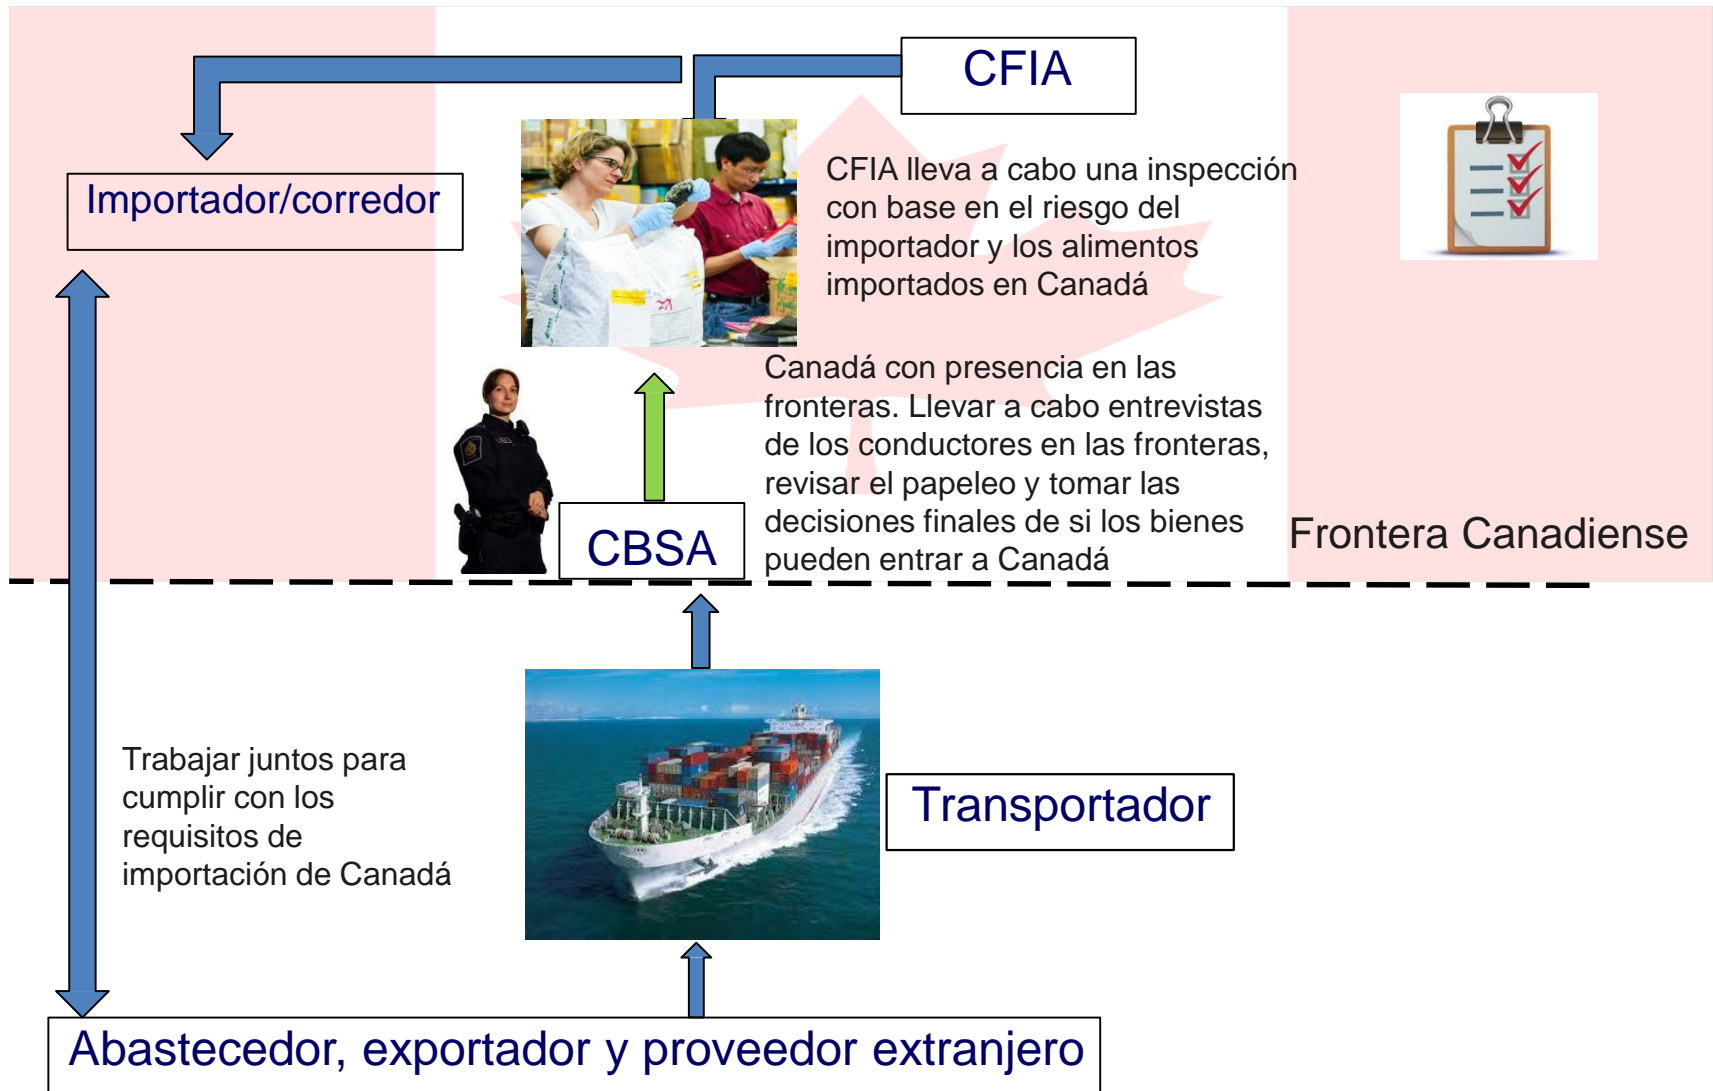 CFIA
Importador/corredor
CFIA lleva a cabo una inspección
con base en el riesgo del
importador y los alimentos
importados en Canadá
Canadá con presencia en las
fronteras. Llevar a cabo entrevistas
de los conductores en las fronteras,
revisar el papeleo y tomar las
decisiones finales de si los bienes
pueden entrar a Canadá
CBSA
Frontera Canadiense
Trabajar juntos para
cumplir con los
requisitos de
importación de Canadá
Transportador
Abastecedor, exportador y proveedor extranjero